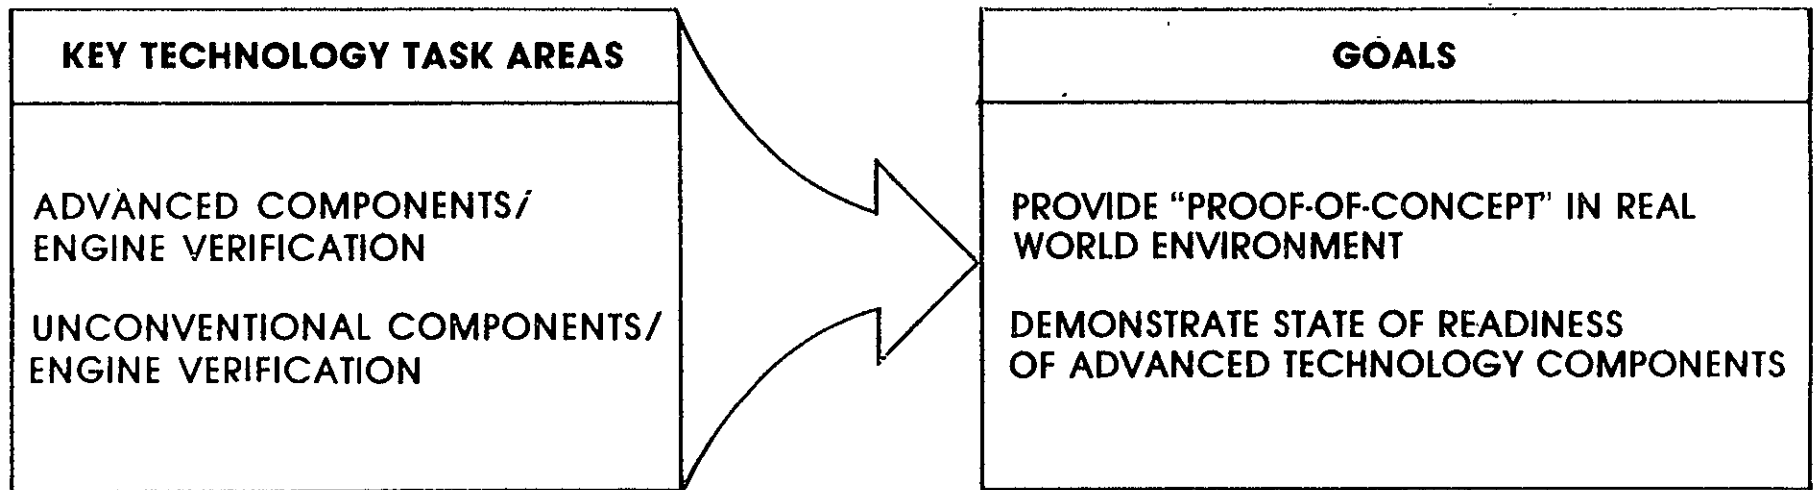 KEY TECHNOLOGY TASK AREAS
ADVANCED COMPONENTS/
ENGINE VERIFICATION
UNCONVENTIONAL COMPONENTS/
ENGINE VERIFICATION
GOALS
PROVIDE “PROOF-OF-CONCEPT” IN REAL
WORLD ENVIRONMENT
DEMONSTRATE STATE OF READINESS
OF ADVANCED TECHNOLOGY COMPONENTS